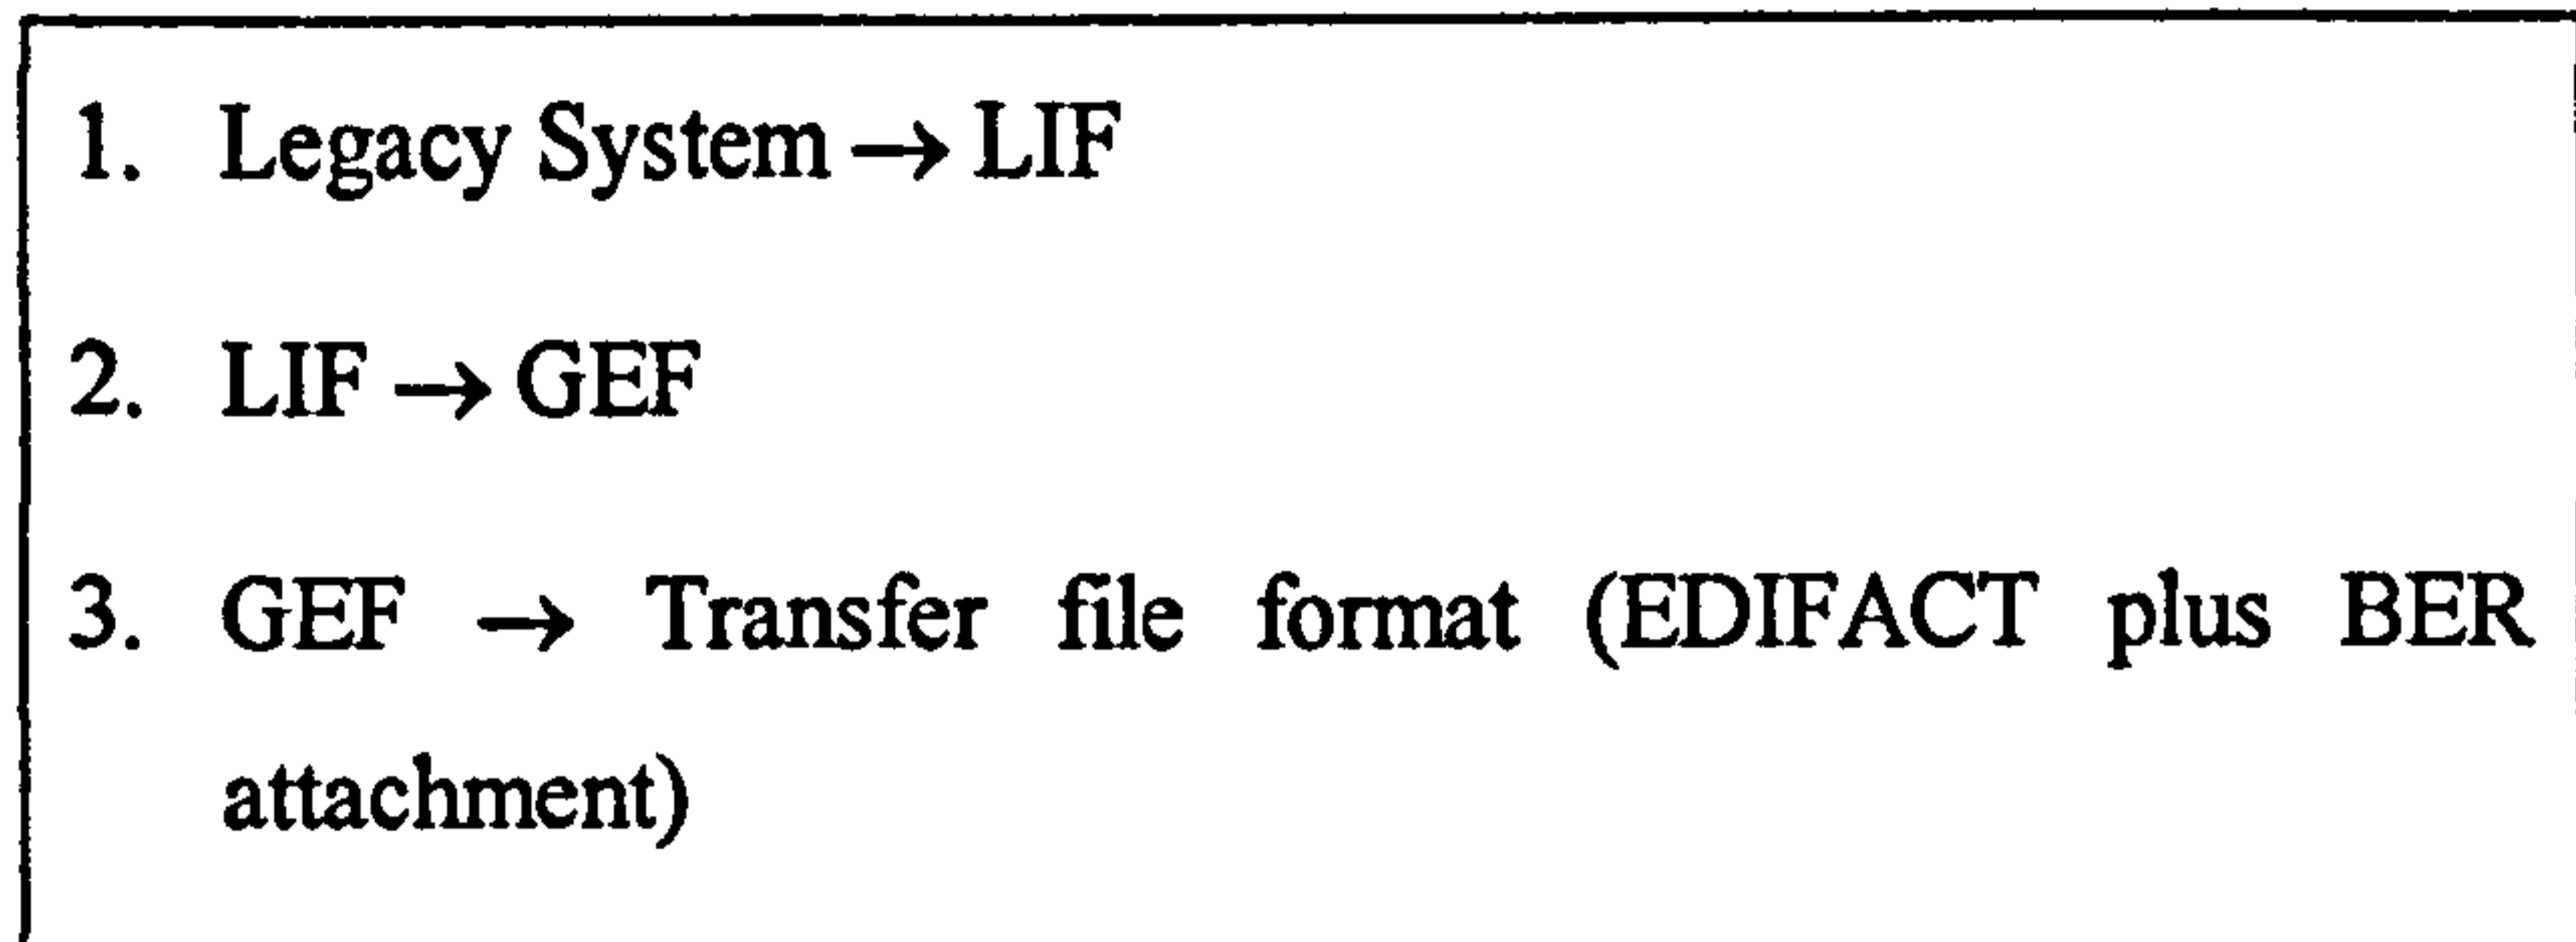 1. Legacy System → LIF
2. LIF → GEF
3. GEF → Transfer file format (EDIFACT plus BER
attachment)